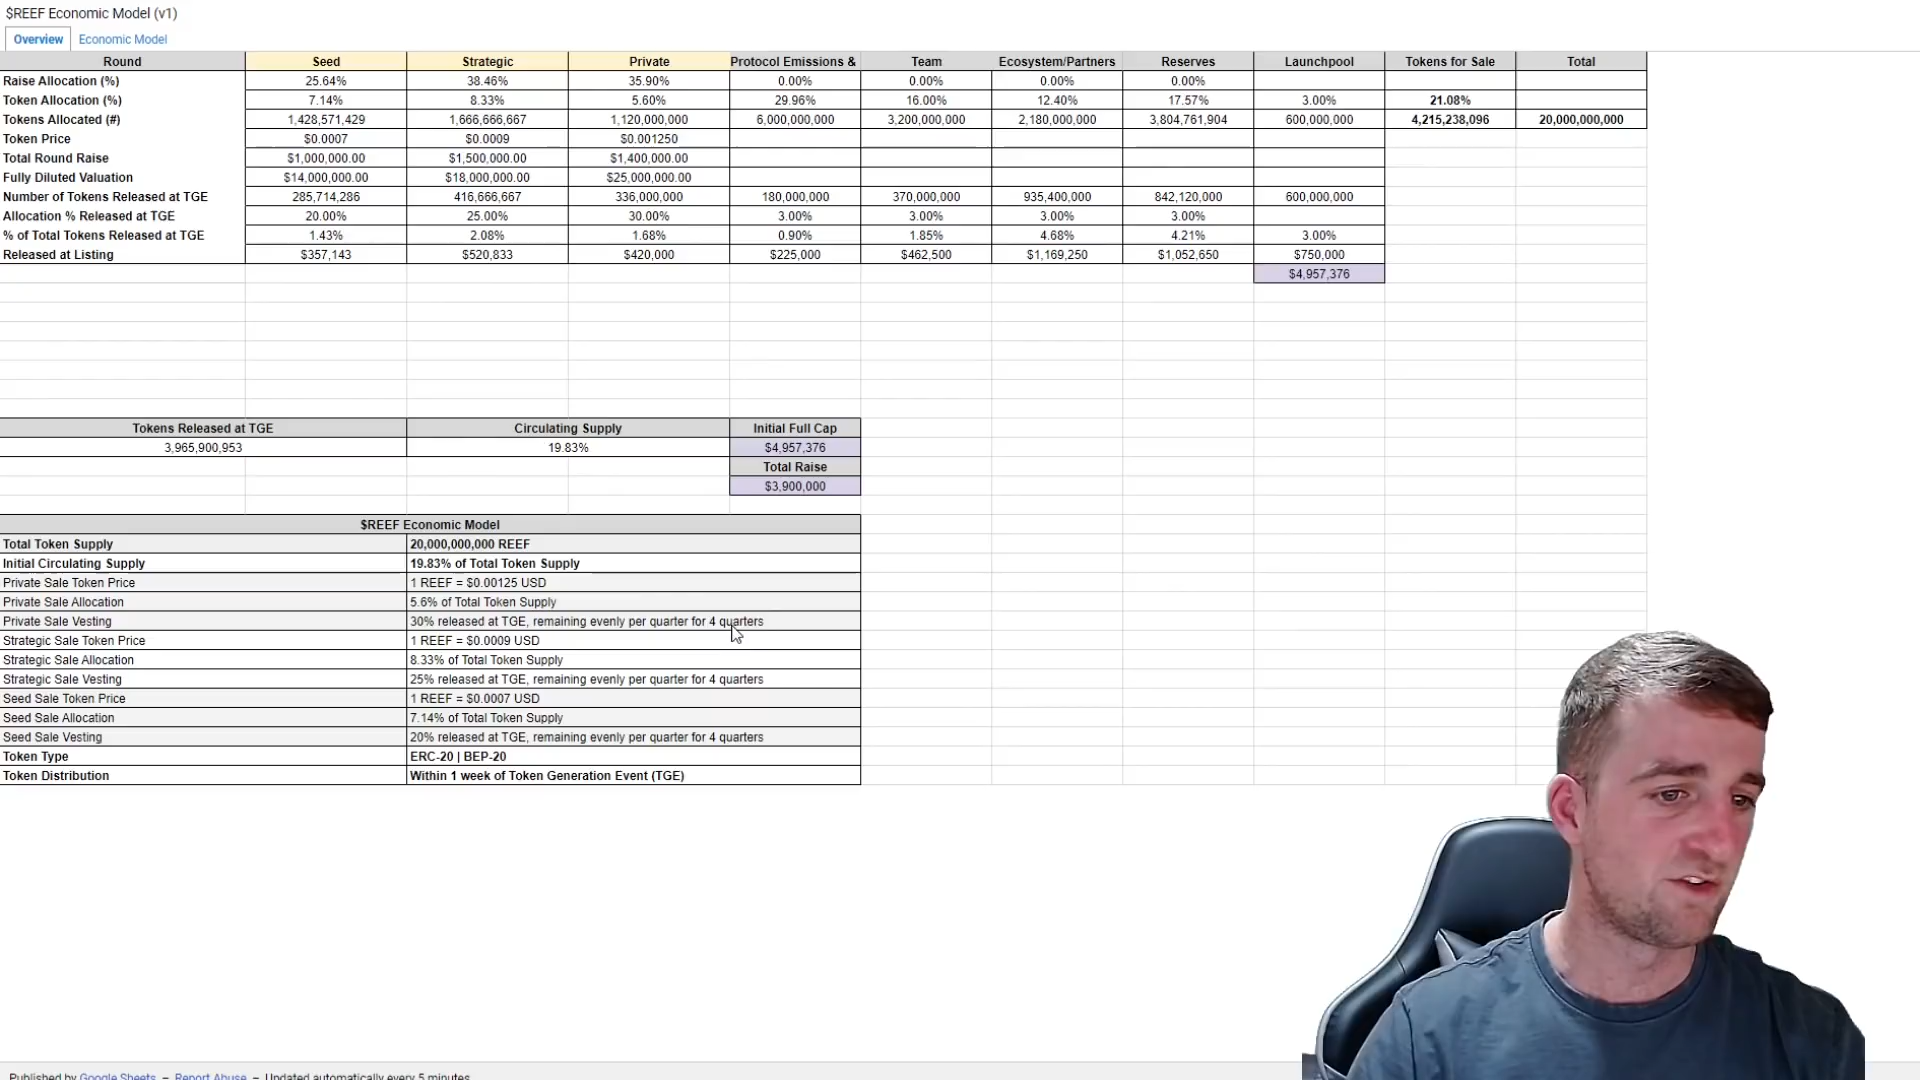 $REEF Economic Model (v1)
Overview Economic Model
Round Seed Strategic Private Protocol Emissions & Team Ecosystem/Partners Reserves Launchpool Tokens for Sale Total
Raise Allocation (%) 25.64% 38.46% 35.90% 0.00% 0.00% 0.00% 0.00%
Token Allocation (%) 7.14% 8.33% 5.60% 29.96% 16.00% 12.40% 17.57% 3.00% 21.08%
Tokens Allocated (#) 1,428,571,429 1,666,666,667 1,120,000,000 6,000,000,000 3,200,000,000 2,180,000,000 3,804,761,904 600,000,000 4,215,238,096 20,000,000,000
Token Price $0.0007 $0.0009 $0.001250
Total Round Raise $1,000,000.00 $1,500,000.00 $1,400,000.00
Fully Diluted Valuation $14,000,000.00 $18,000,000.00 $25,000,000.00
Number of Tokens Released at TGE 285,714,286 416,666,667 336,000,000 180,000,000 370,000,000 935,400,000 842,120,000 600,000,000
Allocation % Released at TGE 20.00% 25.00% 30.00% 3.00% 3.00% 3.00% 3.00%
% of Total Tokens Released at TGE 1.43% 2.08% 1.68% 0.90% 1.85% 4.68% 4.21% 3.00%
Released at Listing $357,143 $520,833 $420,000 $225,000 $462,500 $1,169,250 $1,052,650 $750,000
$4,957,376
Tokens Released at TGE Circulating Supply Initial Full Cap
3,965,900,953 19.83% $4,957,376
Total Raise
$3,900,000
$REEF Economic Model
Total Token Supply 20,000,000,000 REEF
Initial Circulating Supply 19.83% of Total Token Supply
Private Sale Token Price 1 REEF = $0.00125 USD
Private Sale Allocation 5.6% of Total Token Supply
Private Sale Vesting 30% released at TGE, remaining evenly per quarter for 4 quarters
Strategic Sale Token Price 1 REEF = $0.0009 USD
Strategic Sale Allocation 8.33% of Total Token Supply
Strategic Sale Vesting 25% released at TGE, remaining evenly per quarter for 4 quarters
Seed Sale Token Price 1 REEF = $0.0007 USD
Seed Sale Allocation 7.14% of Total Token Supply
Seed Sale Vesting 20% released at TGE, remaining evenly per quarter for 4 quarters
Token Type ERC-20 | BEP-20
Token Distribution Within 1 week of Token Generation Event (TGE)
Published by Google Sheets – Report Abuse – Updated automatically every 5 minutes